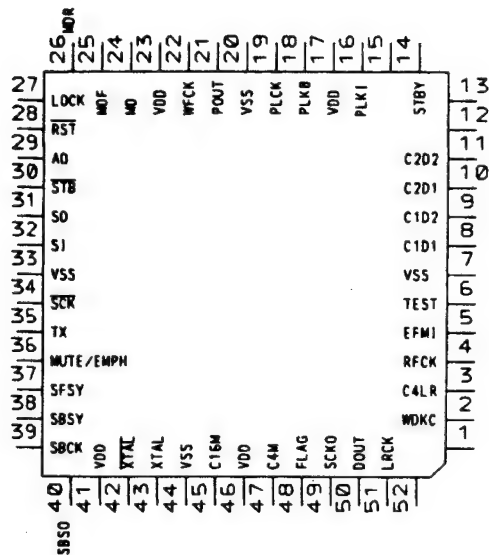 26 MDR 25 24 23 22 21 20 19 18 17 16 15 14
LOCK MOF MO VDD WFCK POUT VSS PLCK PLKB VDD PLKI STBY
27 13
28 12
RST
29 11
AO C2D2
30 10
STB C2D1
31 9
SO C1D2
32 8
SI C1D1
33 7
VSS VSS
34 6
SCK TEST
35 5
TX EFMI
36 4
MUTE/EMPH RFCK
37 3
SFSY C4LR
38 2
SBSY WDKC
39 1
SBCK VDD XTAL XTAL VSS C16M VDD C4M FLAG SCKO DOUT LRCK
40 41 42 43 44 45 46 47 48 49 50 51 52
SBSO